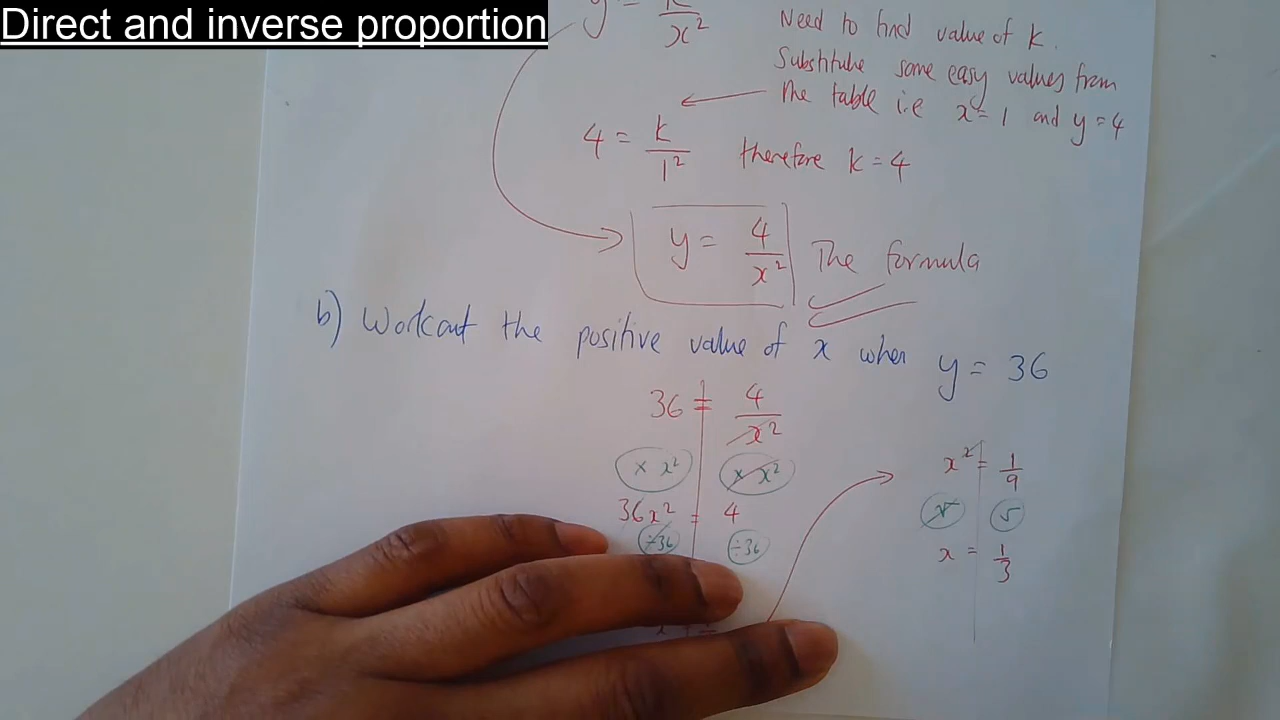 Direct and inverse proportion
y = k/x²
Need to find value of k.
Substitute some easy values from
the table i.e x = 1 and y = 4
4 = k/1² therefore k = 4
y = 4/x² The formula
b) Workout the positive value of x when y = 36
36 = 4/x²
× x² × x²
36x² = 4
÷36 ÷36
x² = 1/9
√ √
x = 1/3